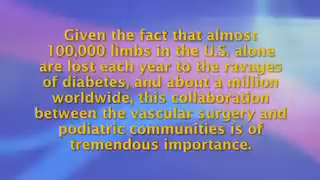 Given the fact that almost
100,000 limbs in the U.S. alone
are lost each year to the ravages
of diabetes, and about a million
worldwide, this collaboration
between the vascular surgery and
podiatric communities is of
tremendous importance.